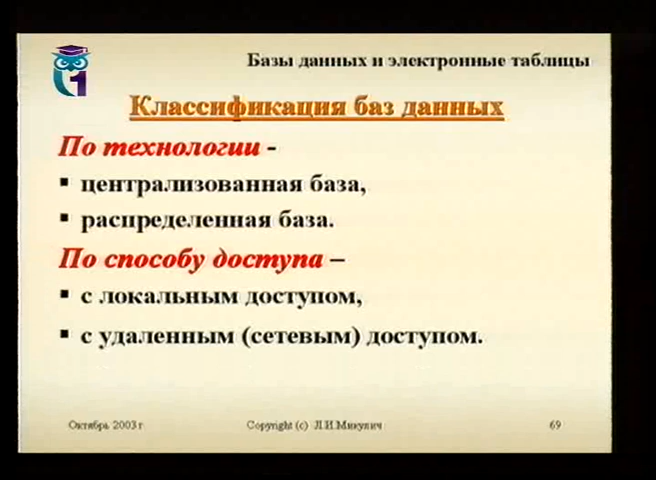 Базы данных и электронные таблицы
1
Классификация баз данных
По технологии -
▪ централизованная база,
▪ распределенная база.
По способу доступа –
▪ с локальным доступом,
▪ с удаленным (сетевым) доступом.
Октябрь 2003 г
Copyright (c) Л.И.Микулич
69